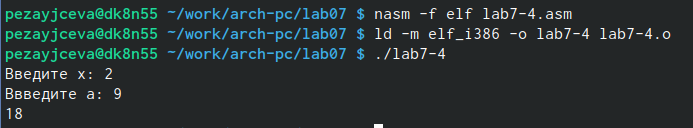 pezayjceva@dk8n55 ~/work/arch-pc/lab07 $ nasm -f elf lab7-4.asm
pezayjceva@dk8n55 ~/work/arch-pc/lab07 $ ld -m elf_i386 -o lab7-4 lab7-4.o
pezayjceva@dk8n55 ~/work/arch-pc/lab07 $ ./lab7-4
Введите x: 2
Ввведите а: 9
18